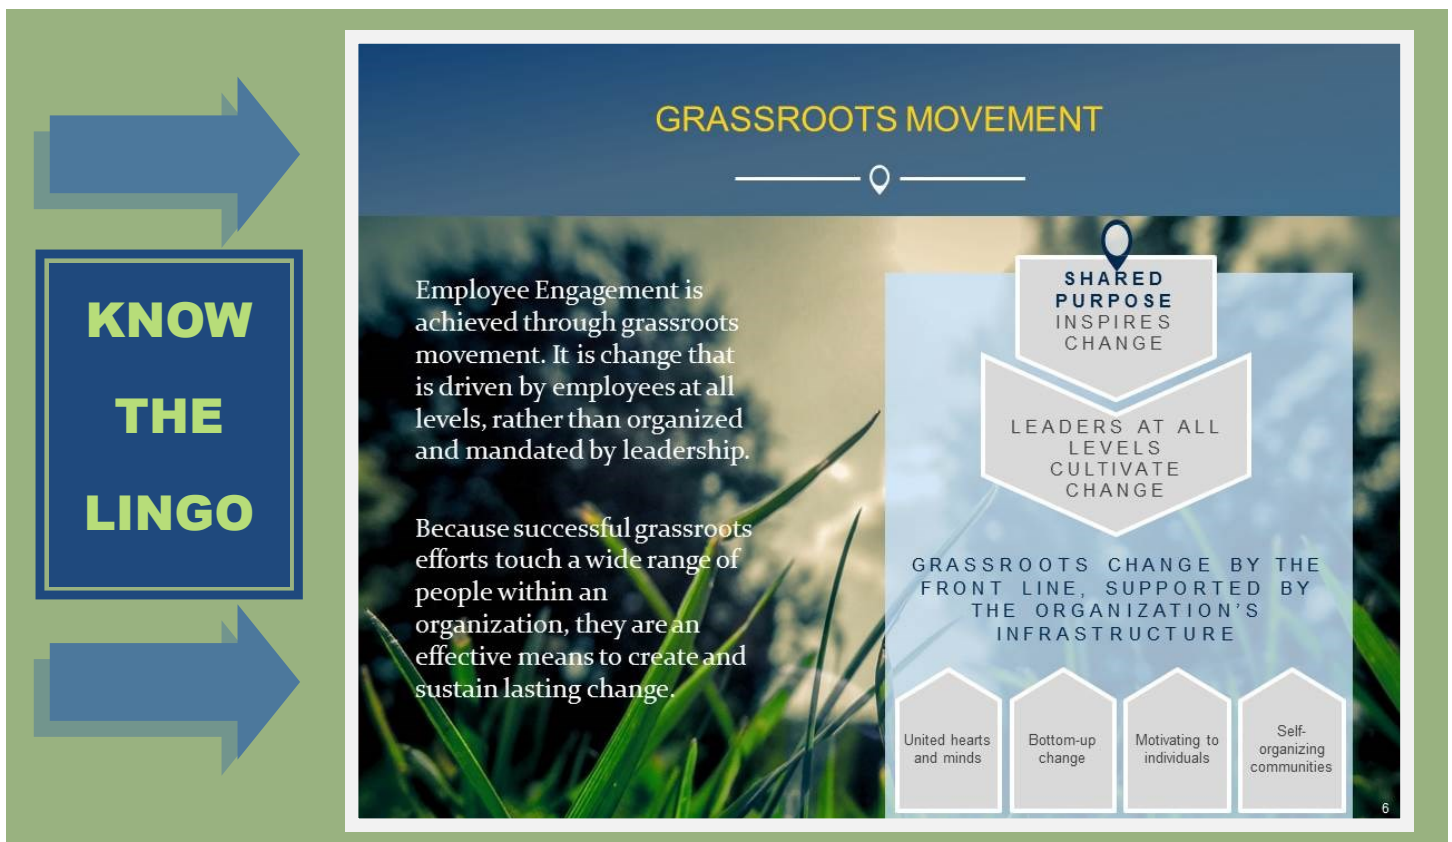 KNOW
THE
LINGO
GRASSROOTS MOVEMENT
Employee Engagement is
achieved through grassroots
movement. It is change that
is driven by employees at all
levels, rather than organized
and mandated by leadership.
Because successful grassroots
efforts touch a wide range of
people within an
organization, they are an
effective means to create and
sustain lasting change.
SHARED
PURPOSE
INSPIRES
CHANGE
LEADERS AT ALL
LEVELS
CULTIVATE
CHANGE
GRASSROOTS CHANGE BY THE
FRONT LINE, SUPPORTED BY
THE ORGANIZATION'S
INFRASTRUCTURE
United hearts
and minds
Bottom-up
change
Motivating to
individuals
Self-
organizing
communities
6